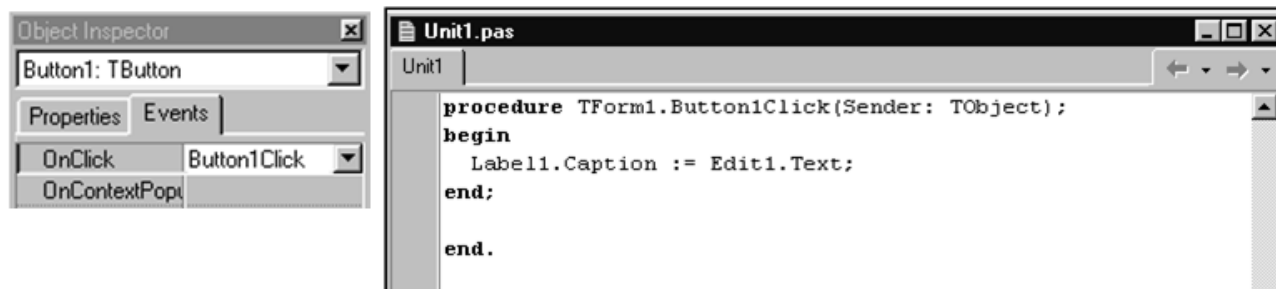 Object Inspector
Button1: TButton
Properties Events
OnClick Button1Click
OnContextPopu
Unit1.pas
Unit1
procedure TForm1.Button1Click(Sender: TObject);
begin
Label1.Caption := Edit1.Text;
end;
end.